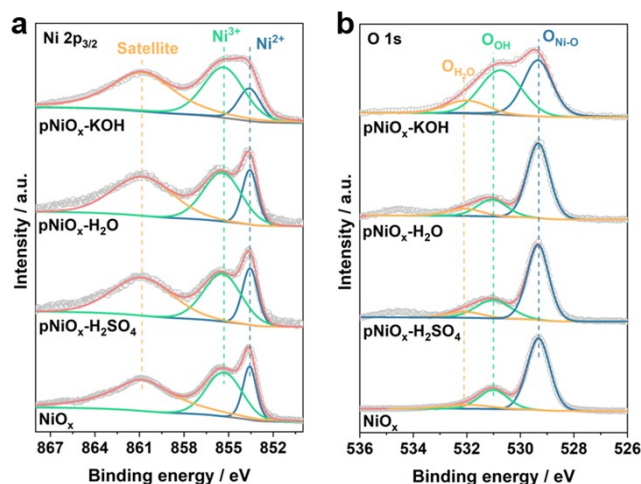 a
Ni 2p3/2
Satellite
Ni3+
Ni2+
pNiOx-KOH
pNiOx-H2O
pNiOx-H2SO4
NiOx
Intensity / a.u.
867 864 861 858 855 852
Binding energy / eV
b
O 1s
OH2O
OOH
ONi-O
pNiOx-KOH
pNiOx-H2O
pNiOx-H2SO4
NiOx
Intensity / a.u.
536 534 532 530 528 526
Binding energy / eV